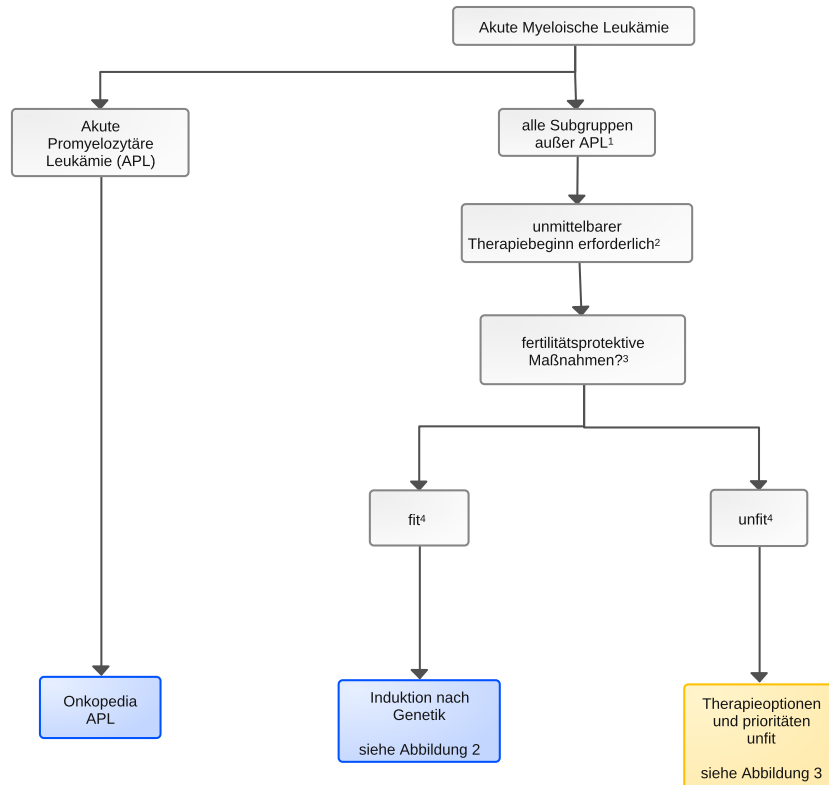 Akute Myeloische Leukämie
Akute
Promyelozytäre
Leukämie (APL)
alle Subgruppen
außer APL¹
unmittelbarer
Therapiebeginn erforderlich²
fertilitätsprotektive
Maßnahmen?³
fit⁴
unfit⁴
Onkopedia
APL
Induktion nach
Genetik
siehe Abbildung 2
Therapieoptionen
und prioritäten
unfit
siehe Abbildung 3